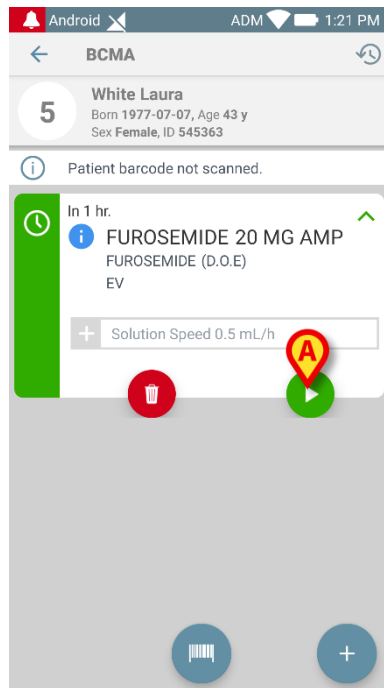 Android ADM 1:21 PM
BCMA
5
White Laura
Born 1977-07-07, Age 43 y
Sex Female, ID 545363
Patient barcode not scanned.
In 1 hr.
FUROSEMIDE 20 MG AMP
FUROSEMIDE (D.O.E)
EV
Solution Speed 0.5 mL/h
A